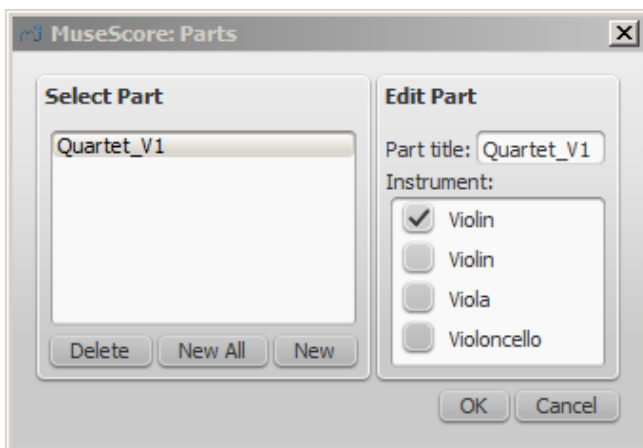 MuseScore: Parts
Select Part
Quartet_V1
Delete New All New
Edit Part
Part title: Quartet_V1
Instrument:
Violin
Violin
Viola
Violoncello
OK Cancel